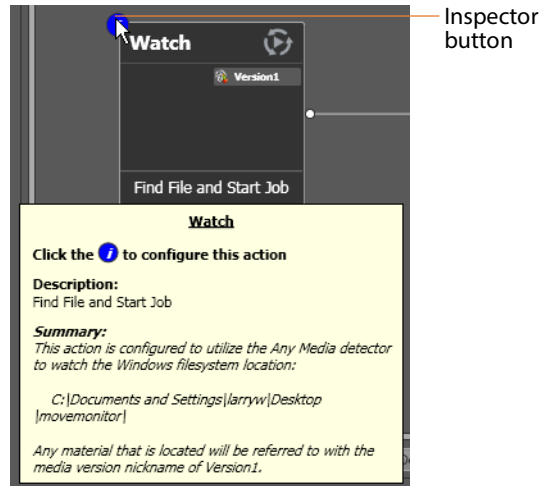 Inspector
button
Watch
Version1
Find File and Start Job
Watch
Click the i to configure this action
Description:
Find File and Start Job
Summary:
This action is configured to utilize the Any Media detector
to watch the Windows filesystem location:
C:\Documents and Settings\larryw\Desktop
\movemonitor\
Any material that is located will be referred to with the
media version nickname of Version1.